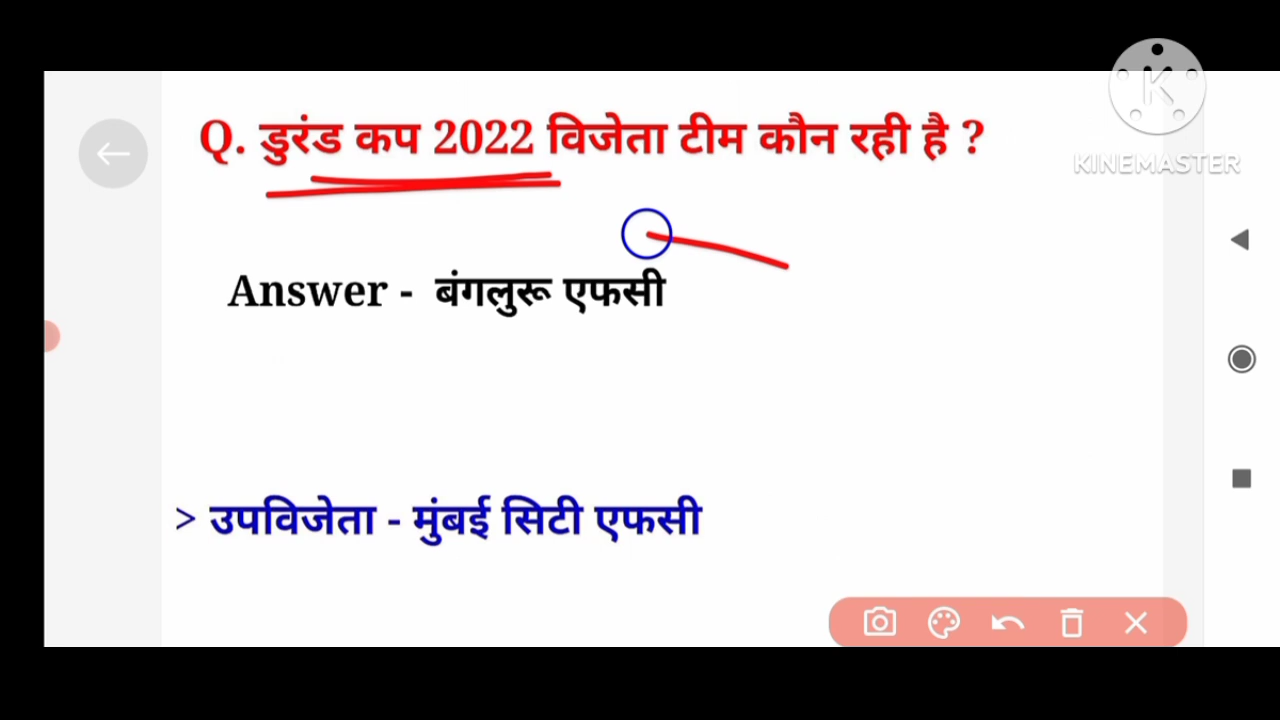 Q. डुरंड कप 2022 विजेता टीम कौन रही है ?
KINEMASTER
Answer - बंगलुरू एफसी
> उपविजेता - मुंबई सिटी एफसी